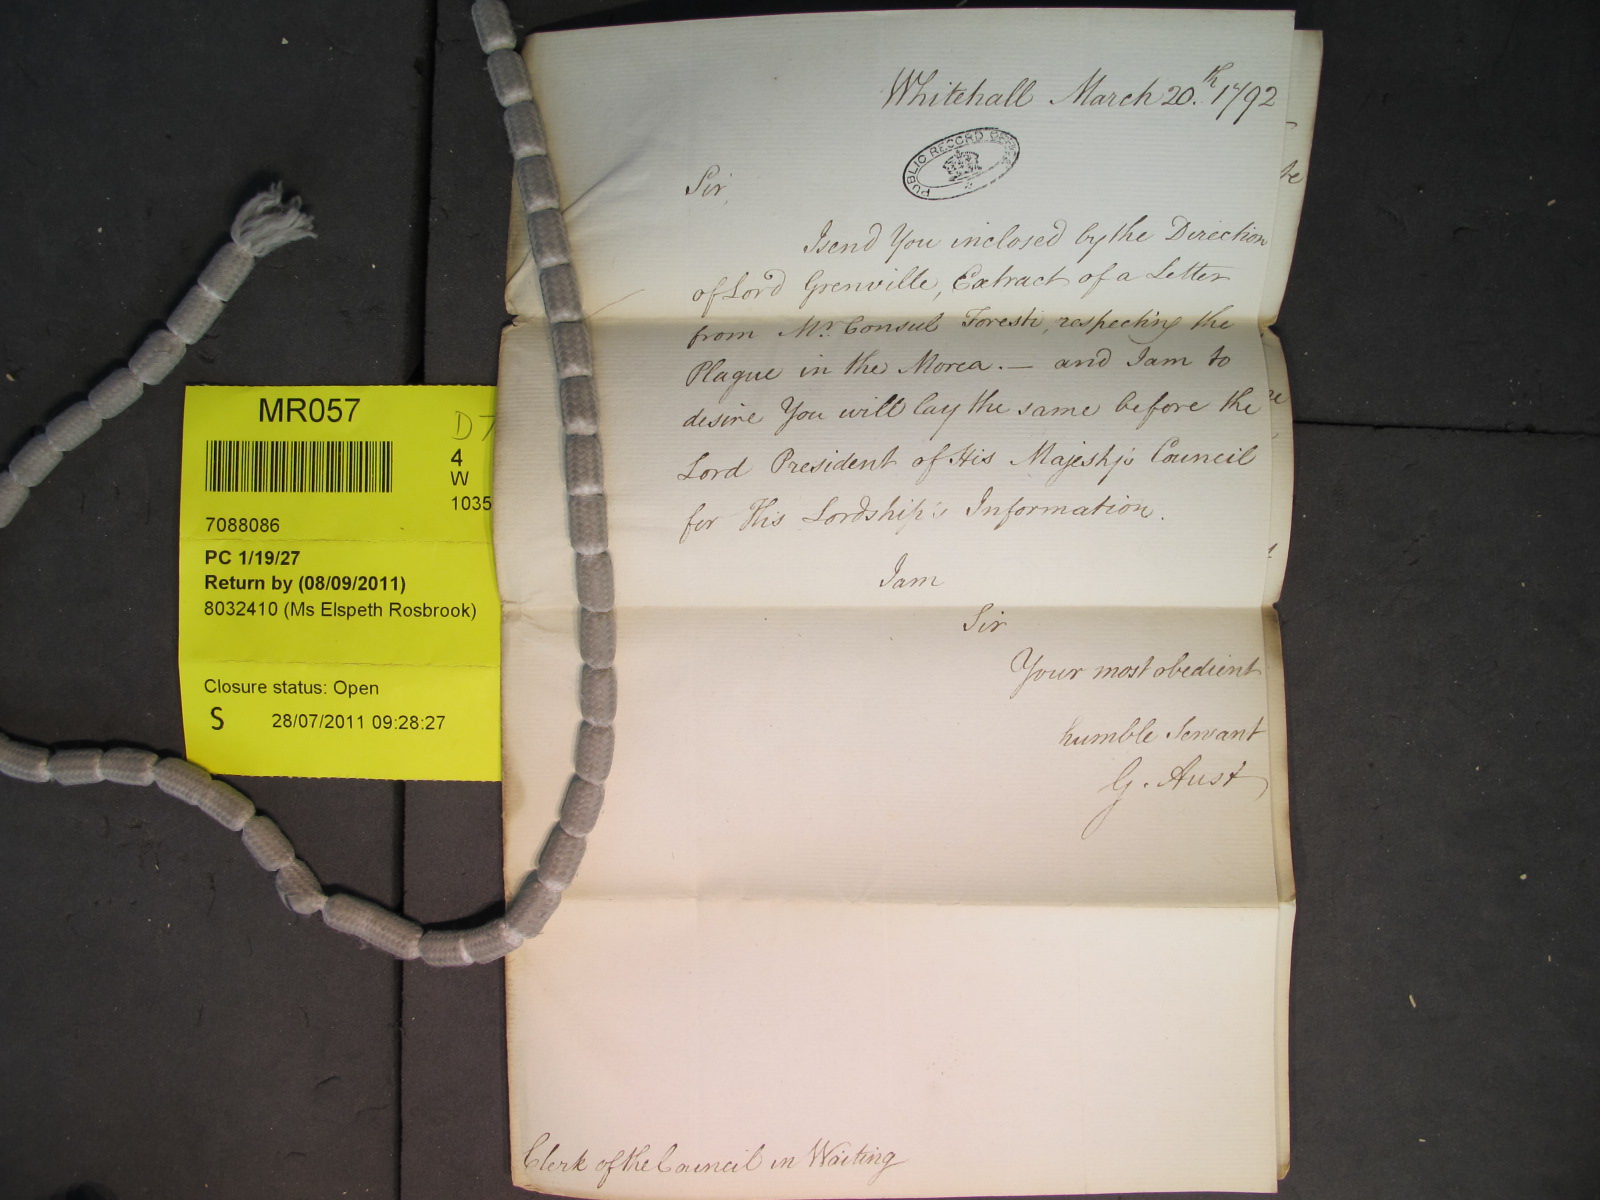 Whitehall March 20.th 1792
PUBLIC RECORD OFFICE
Sir,
I send You inclosed by the Direction
of Lord Grenville, Extract of a Letter
from Mr. Consul Foresti, respecting the
Plague in the Morea. — and I am to
desire You will lay the same before the
Lord President of His Majesty's Council
for His Lordship's Information.
I am
Sir
Your most obedient
humble Servant
G. Aust
Clerk of the Council in Waiting
MR057
D7
4
W
1035
7088086
PC 1/19/27
Return by (08/09/2011)
8032410 (Ms Elspeth Rosbrook)
Closure status: Open
S 28/07/2011 09:28:27